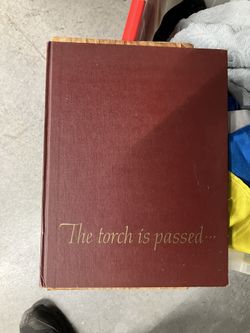 The torch is passed...